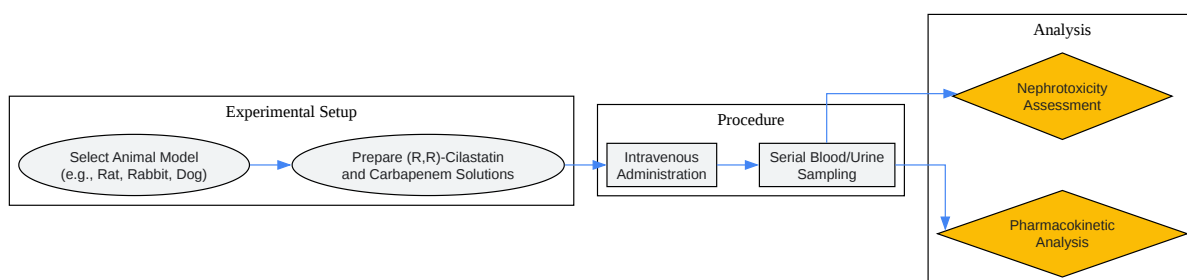 Experimental Setup
Select Animal Model
(e.g., Rat, Rabbit, Dog)
Prepare (R,R)-Cilastatin
and Carbapenem Solutions
Procedure
Intravenous
Administration
Serial Blood/Urine
Sampling
Analysis
Nephrotoxicity
Assessment
Pharmacokinetic
Analysis